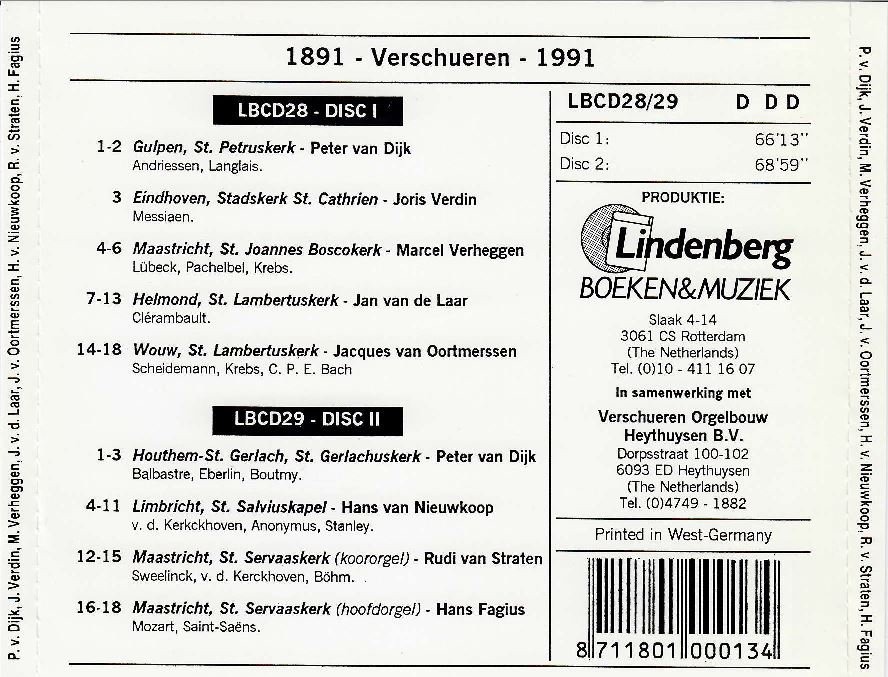 P. v. Dijk, J. Verdin, M. Verheggen, J. v. d. Laar, J. v. Oortmerssen, H. v. Nieuwkoop, R. v. Straten, H. Fagius
1891 - Verschueren - 1991
LBCD28 - DISC I
1-2 Gulpen, St. Petruskerk - Peter van Dijk
Andriessen, Langlais.
3 Eindhoven, Stadskerk St. Cathrien - Joris Verdin
Messiaen.
4-6 Maastricht, St. Joannes Boscokerk - Marcel Verheggen
Lübeck, Pachelbel, Krebs.
7-13 Helmond, St. Lambertuskerk - Jan van de Laar
Clérambault.
14-18 Wouw, St. Lambertuskerk - Jacques van Oortmerssen
Scheidemann, Krebs, C. P. E. Bach
LBCD29 - DISC II
1-3 Houthem-St. Gerlach, St. Gerlachuskerk - Peter van Dijk
Balbastre, Eberlin, Boutmy.
4-11 Limbricht, St. Salviuskapel - Hans van Nieuwkoop
v. d. Kerkckhoven, Anonymus, Stanley.
12-15 Maastricht, St. Servaaskerk (koororgel) - Rudi van Straten
Sweelinck, v. d. Kerckhoven, Böhm.
16-18 Maastricht, St. Servaaskerk (hoofdorgel) - Hans Fagius
Mozart, Saint-Saëns.
LBCD28/29 D D D
Disc 1: 66'13"
Disc 2: 68'59"
PRODUKTIE:
Lindenberg
BOEKEN&MUZIEK
Slaak 4-14
3061 CS Rotterdam
(The Netherlands)
Tel. (0)10 - 411 16 07
In samenwerking met
Verschueren Orgelbouw
Heythuysen B.V.
Dorpsstraat 100-102
6093 ED Heythuysen
(The Netherlands)
Tel. (0)4749 - 1882
Printed in West-Germany
8 711801 000134
P. v. Dijk, J. Verdin, M. Verheggen, J. v. d. Laar, J. v. Oortmerssen, H. v. Nieuwkoop, R. v. Straten, H. Fagius